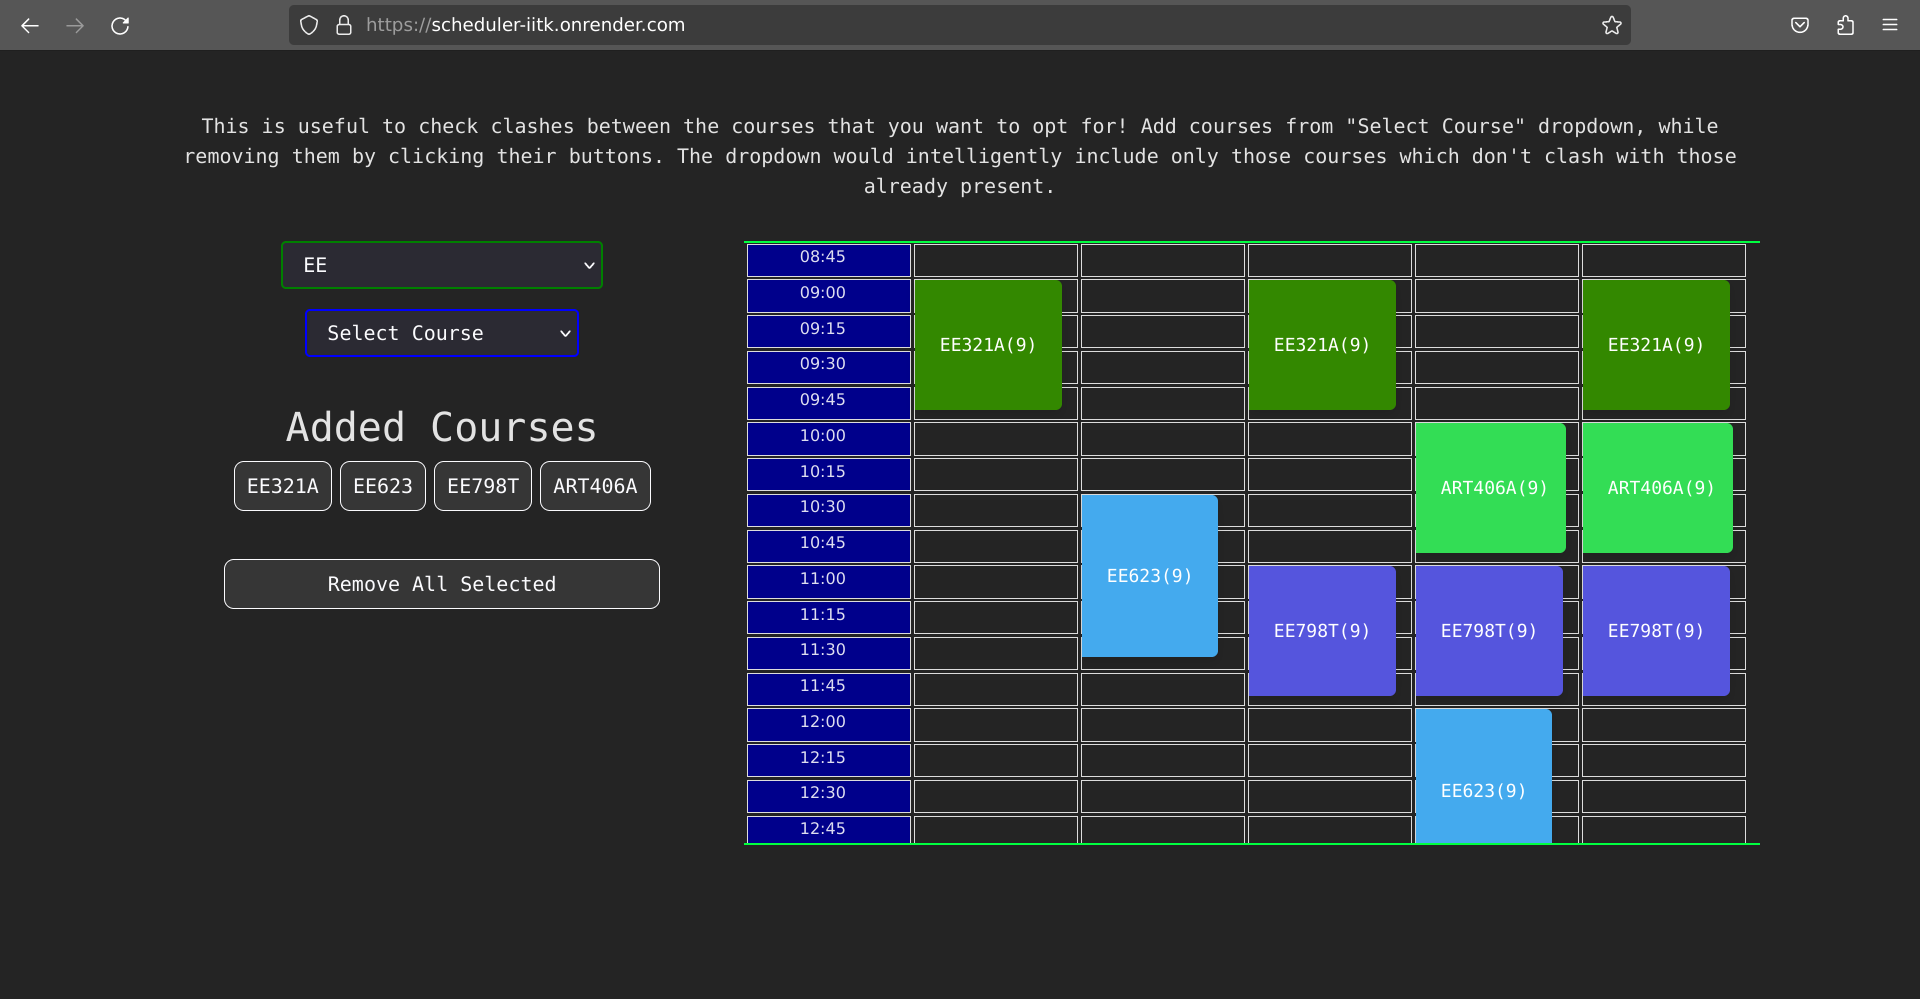 https://scheduler-iitk.onrender.com
This is useful to check clashes between the courses that you want to opt for! Add courses from "Select Course" dropdown, while
removing them by clicking their buttons. The dropdown would intelligently include only those courses which don't clash with those
already present.
EE
Select Course
Added Courses
EE321A EE623 EE798T ART406A
Remove All Selected
08:45
09:00
09:15
EE321A(9) EE321A(9) EE321A(9)
09:30
09:45
10:00
10:15
ART406A(9) ART406A(9)
10:30
10:45
EE623(9)
11:00
11:15
EE798T(9) EE798T(9) EE798T(9)
11:30
11:45
12:00
12:15
12:30
EE623(9)
12:45